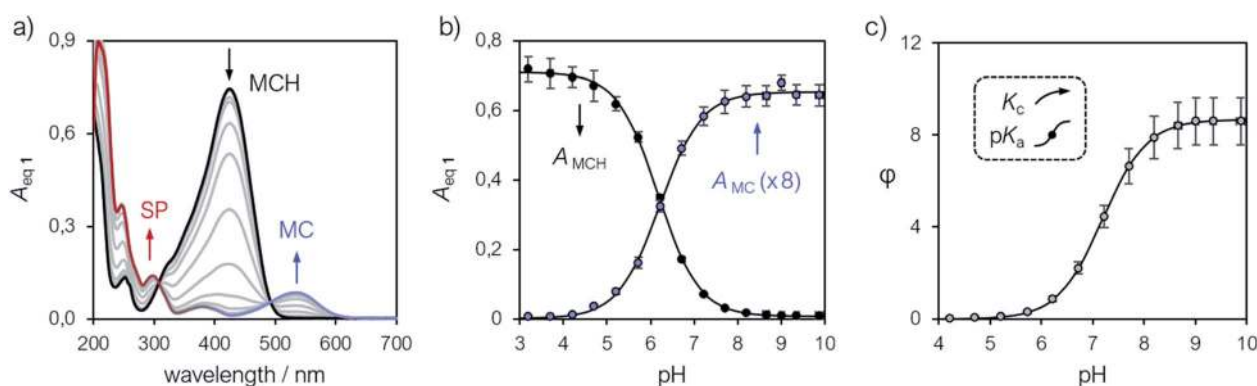 a)
A eq 1
0,9
0,6
0,3
0,0
200 300 400 500 600 700
wavelength / nm
SP
MCH
MC
b)
A eq 1
0,8
0,6
0,4
0,2
0
3 4 5 6 7 8 9 10
pH
A MCH
A MC (x8)
c)
φ
12
8
4
0
4 5 6 7 8 9 10
pH
K c
pK a